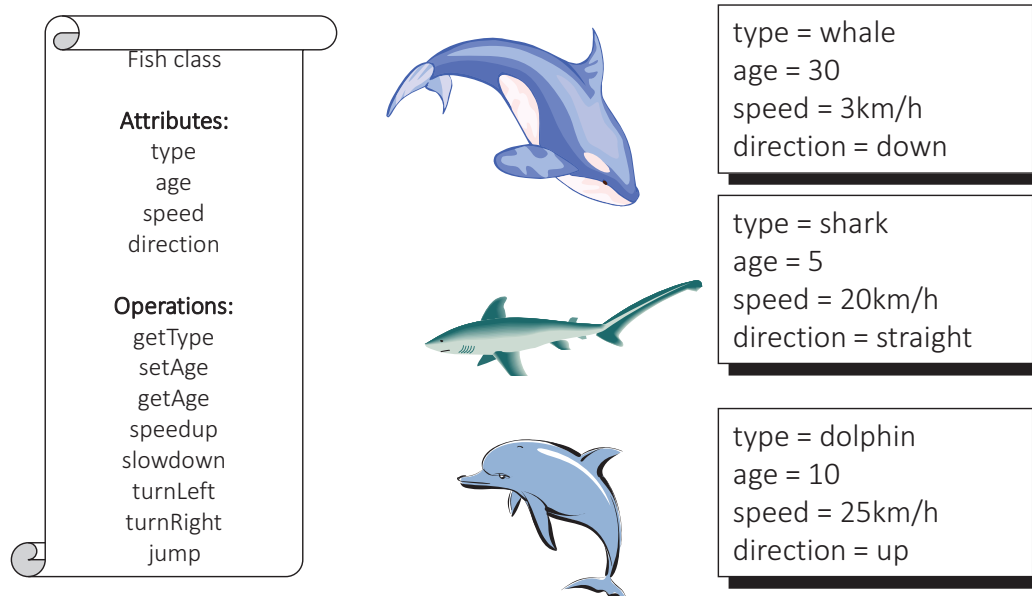 Fish class
Attributes:
type
age
speed
direction
Operations:
getType
setAge
getAge
speedup
slowdown
turnLeft
turnRight
jump
type = whale
age = 30
speed = 3km/h
direction = down
type = shark
age = 5
speed = 20km/h
direction = straight
type = dolphin
age = 10
speed = 25km/h
direction = up